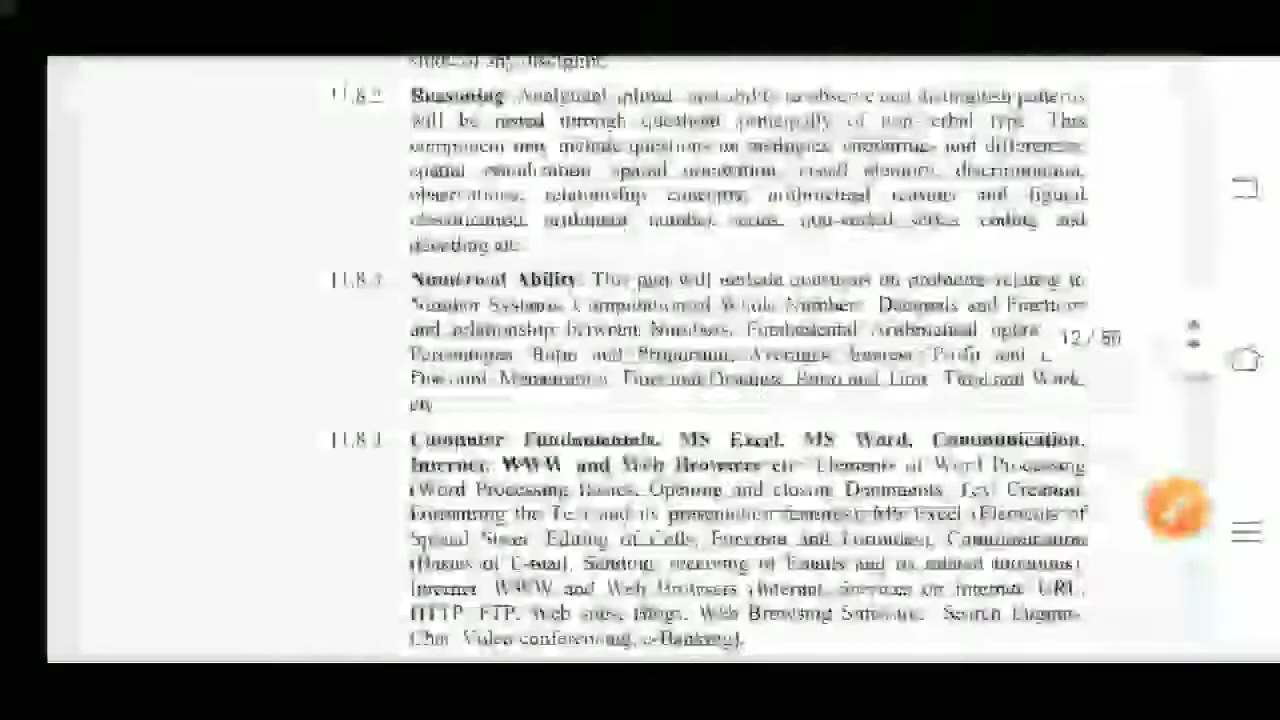 study of any discipline.
11.8.2 Reasoning: Analytical and ability to observe and distinguish patterns
will be tested through questions principally of non-verbal type. This
component may include questions on analogies, similarities and differences,
spatial visualization, spatial orientation, visual memory, discrimination,
observations, relationship concepts, arithmetical reasoning and figural
classification, arithmetic number series, non-verbal series, coding and
decoding etc.
11.8.3 Numerical Ability: This part will include questions on problems relating to
Number Systems, Computation of Whole Numbers, Decimals and Fractions
and relationship between Numbers, Fundamental Arithmetical
Percentages, Ratio and Proportion, Averages, Interest, Profit and
Discount, Mensuration, Time and Distance, Ratio and Time, Time and Work,
etc.
12 / 80
11.8.4 Computer Fundamentals, MS Excel, MS Word, Communication,
Internet, WWW and Web Browsers etc: Elements of Word Processing
(Word Processing Basics, Opening and closing Documents, Text Creation,
Formatting the Text and its presentation features). MS Excel (Elements of
Spread Sheet, Editing of Cells, Function and Formulas), Communication
(Basics of E-mail, Sending/receiving of Emails and its related functions).
Internet, WWW and Web Browsers (Internet, Services on Internet, URL,
HTTP, FTP, Web sites, Blogs, Web Browsing Software, Search Engines,
Chat, Video conferencing, e-Banking).